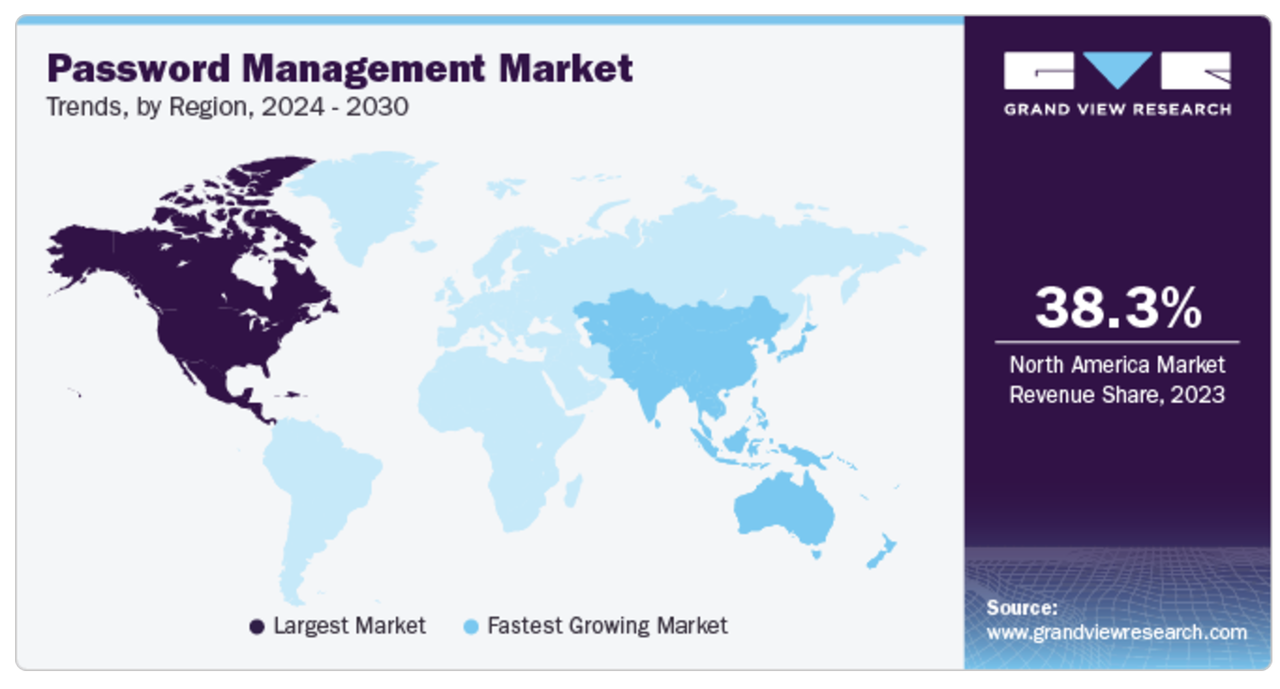 Password Management Market
Trends, by Region, 2024 - 2030
GRAND VIEW RESEARCH
38.3%
North America Market
Revenue Share, 2023
Largest Market
Fastest Growing Market
Source:
www.grandviewresearch.com